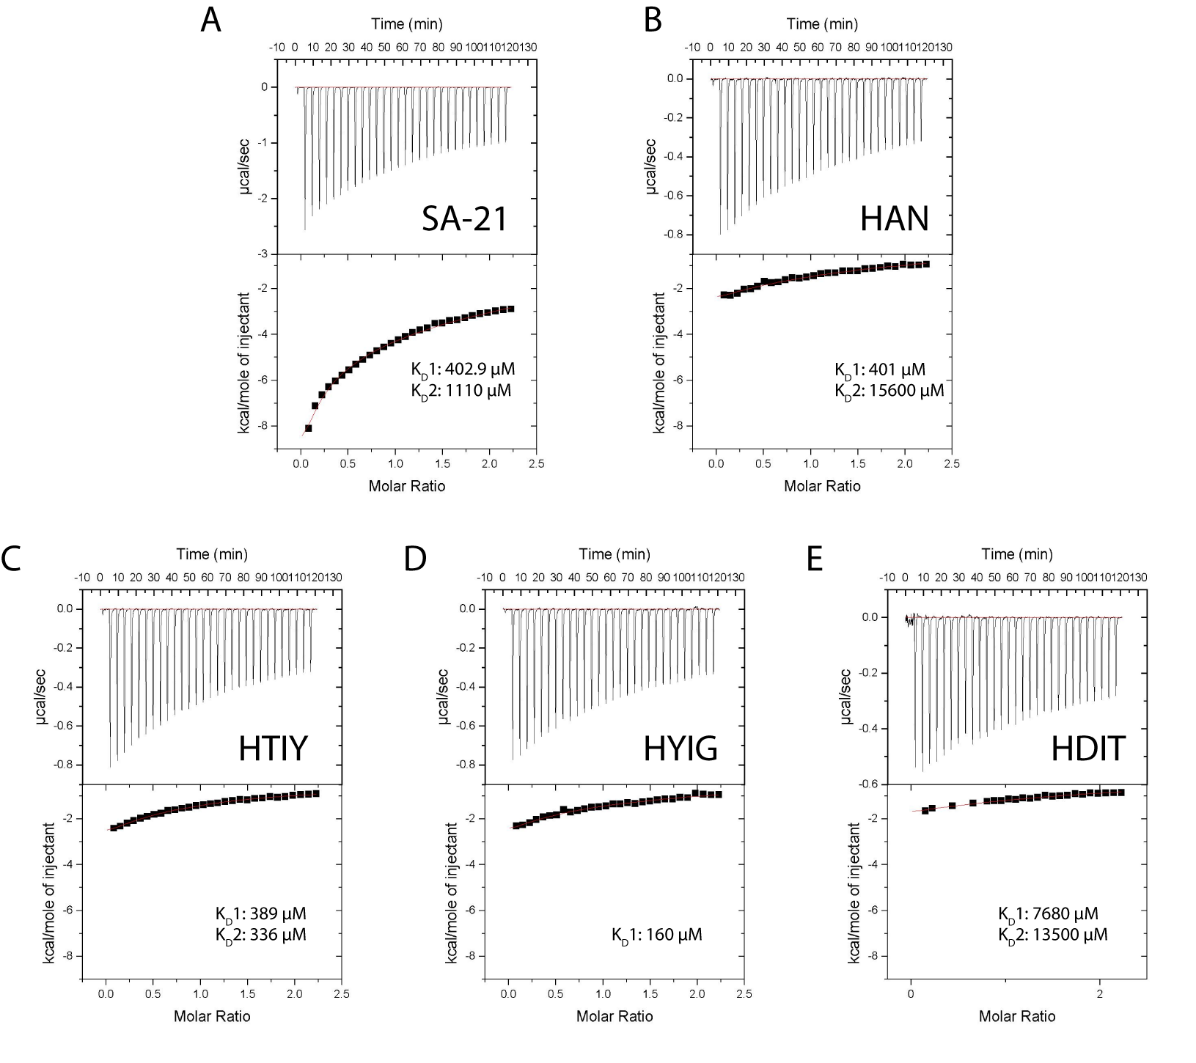 A
Time (min)
-10 0 10 20 30 40 50 60 70 80 90 100110120130
0
-1
-2
-3
µcal/sec
SA-21
-2
-4
-6
-8
kcal/mole of injectant
KD1: 402.9 µM
KD2: 1110 µM
0.0 0.5 1.0 1.5 2.0 2.5
Molar Ratio
B
Time (min)
-10 0 10 20 30 40 50 60 70 80 90 100110120130
0.0
-0.2
-0.4
-0.6
-0.8
µcal/sec
HAN
-2
-4
-6
-8
kcal/mole of injectant
KD1: 401 µM
KD2: 15600 µM
0.0 0.5 1.0 1.5 2.0 2.5
Molar Ratio
C
Time (min)
-10 0 10 20 30 40 50 60 70 80 90 100110120130
0.0
-0.2
-0.4
-0.6
-0.8
µcal/sec
HTIY
-2
-4
-6
-8
kcal/mole of injectant
KD1: 389 µM
KD2: 336 µM
0.0 0.5 1.0 1.5 2.0 2.5
Molar Ratio
D
Time (min)
-10 0 10 20 30 40 50 60 70 80 90 100110120130
0.0
-0.2
-0.4
-0.6
-0.8
µcal/sec
HYIG
-2
-4
-6
-8
kcal/mole of injectant
KD1: 160 µM
0.0 0.5 1.0 1.5 2.0 2.5
Molar Ratio
E
Time (min)
-10 0 10 20 30 40 50 60 70 80 90 100110120130
0.0
-0.2
-0.4
-0.6
µcal/sec
HDIT
-2
-4
-6
-8
kcal/mole of injectant
KD1: 7680 µM
KD2: 13500 µM
0 2
Molar Ratio